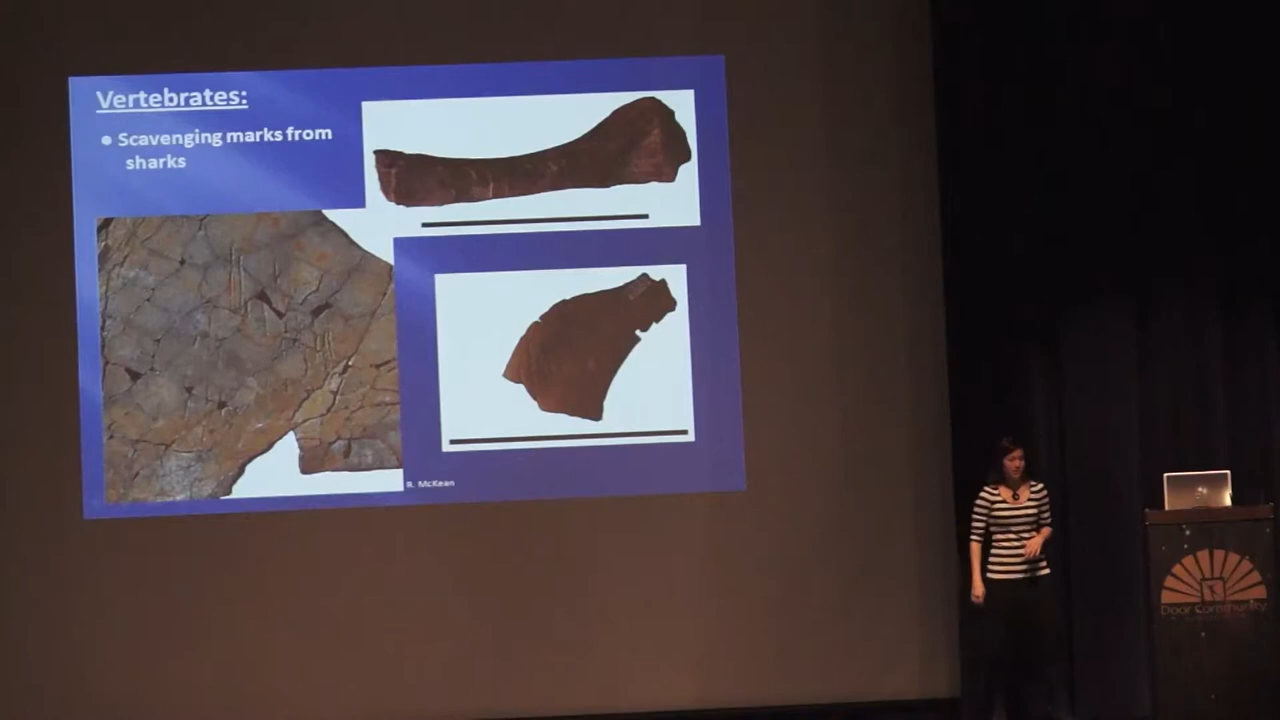 Vertebrates:
● Scavenging marks from
sharks
R. McKean
Door Community